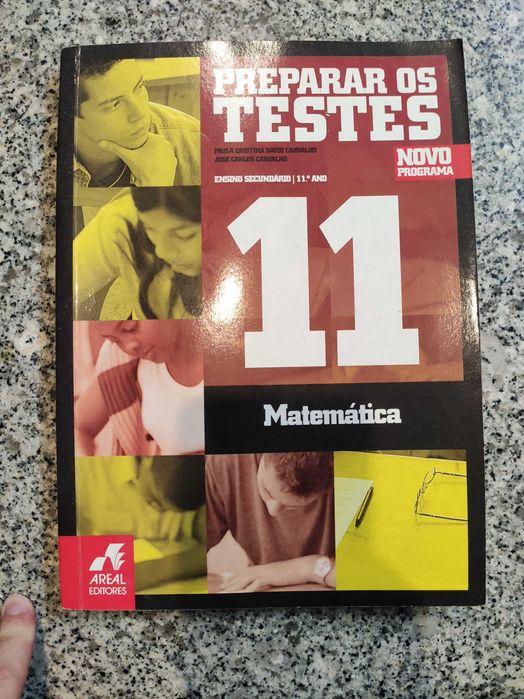 PREPARAR OS
TESTES
PAULA CRISTINA DAVID CARVALHO
JOSÉ CARLOS CARVALHO
NOVO
PROGRAMA
ENSINO SECUNDÁRIO | 11.º ANO
11
Matemática
AREAL
EDITORES